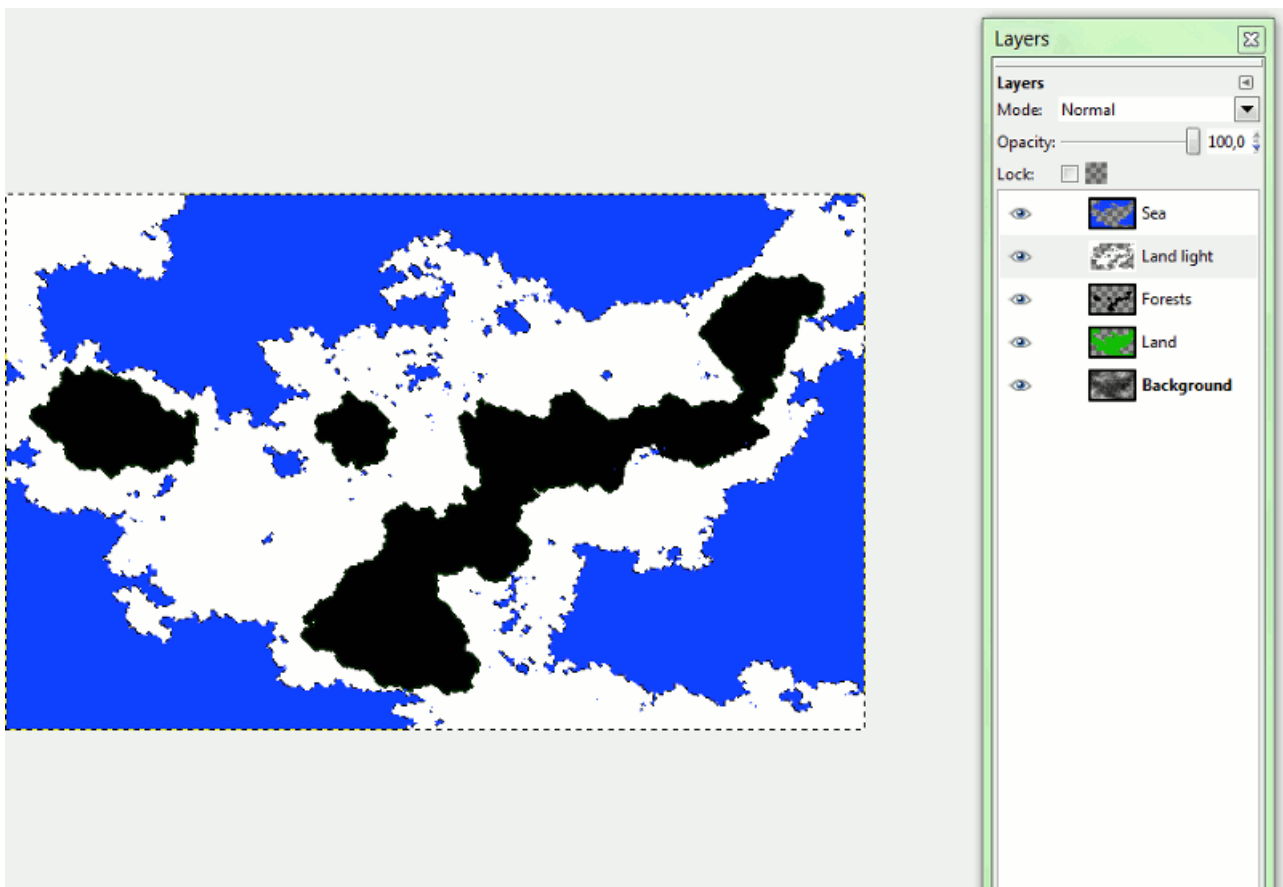 Layers
Layers
Mode: Normal
Opacity: 100,0
Lock:
Sea
Land light
Forests
Land
Background